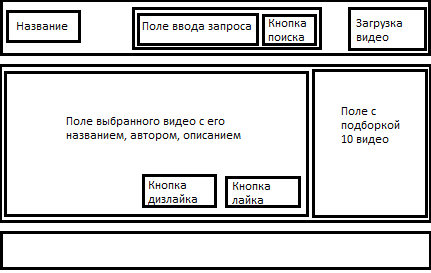 Название
Поле ввода запроса
Кнопка
поиска
Загрузка
видео
Поле выбранного видео с его
названием, автором, описанием
Кнопка
дизлайка
Кнопка
лайка
Поле с
подборкой
10 видео